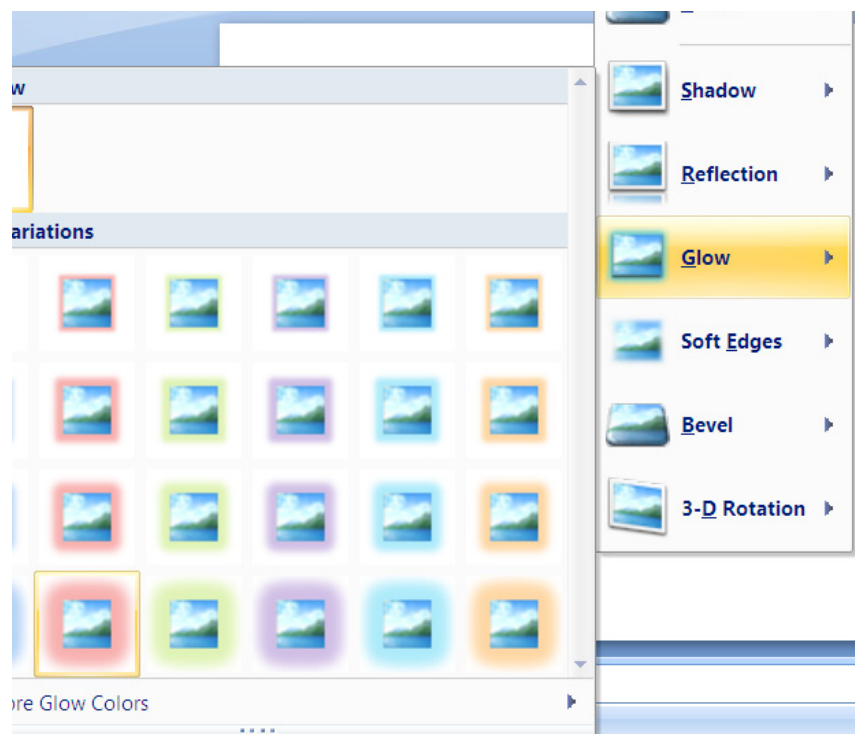 w
ariations
ore Glow Colors
Shadow
Reflection
Glow
Soft Edges
Bevel
3-D Rotation